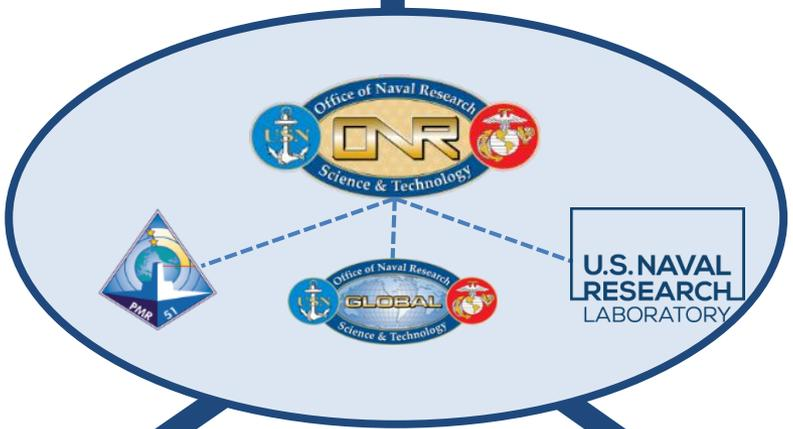 Office of Naval Research
USN
ONR
Science & Technology
PMR 51
Office of Naval Research
USN
GLOBAL
Science & Technology
U.S. NAVAL
RESEARCH
LABORATORY